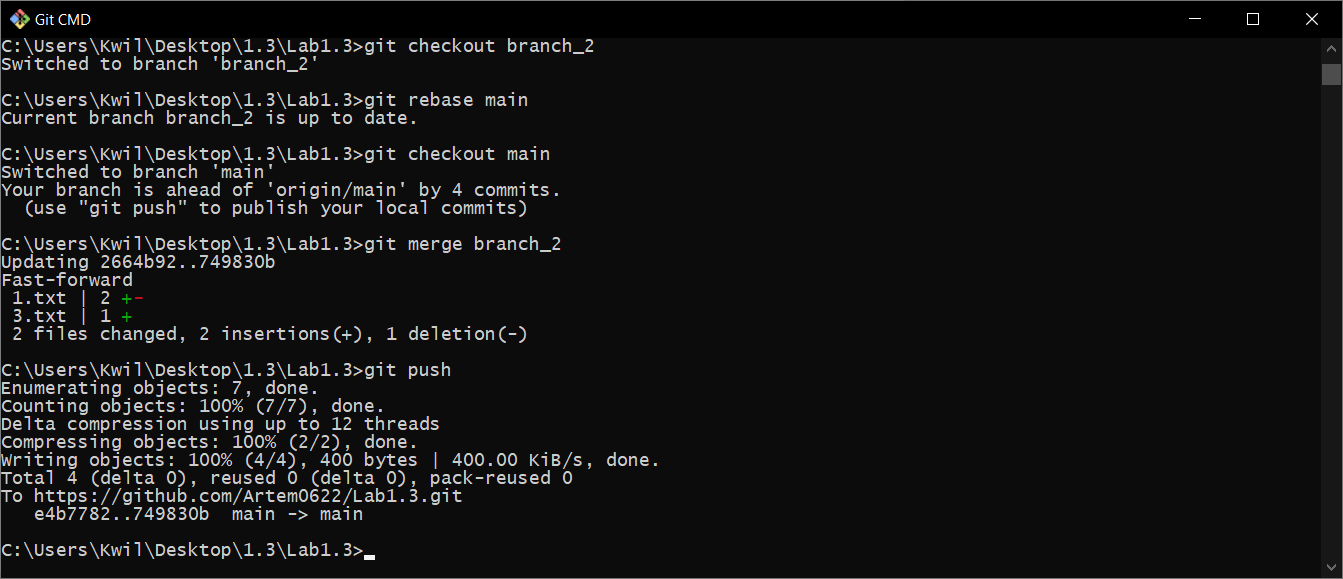 Git CMD
C:\Users\Kwil\Desktop\1.3\Lab1.3>git checkout branch_2
Switched to branch 'branch_2'
C:\Users\Kwil\Desktop\1.3\Lab1.3>git rebase main
Current branch branch_2 is up to date.
C:\Users\Kwil\Desktop\1.3\Lab1.3>git checkout main
Switched to branch 'main'
Your branch is ahead of 'origin/main' by 4 commits.
  (use "git push" to publish your local commits)
C:\Users\Kwil\Desktop\1.3\Lab1.3>git merge branch_2
Updating 2664b92..749830b
Fast-forward
 1.txt | 2 +-
 3.txt | 1 +
 2 files changed, 2 insertions(+), 1 deletion(-)
C:\Users\Kwil\Desktop\1.3\Lab1.3>git push
Enumerating objects: 7, done.
Counting objects: 100% (7/7), done.
Delta compression using up to 12 threads
Compressing objects: 100% (2/2), done.
Writing objects: 100% (4/4), 400 bytes | 400.00 KiB/s, done.
Total 4 (delta 0), reused 0 (delta 0), pack-reused 0
To https://github.com/Artem0622/Lab1.3.git
   e4b7782..749830b  main -> main
C:\Users\Kwil\Desktop\1.3\Lab1.3>